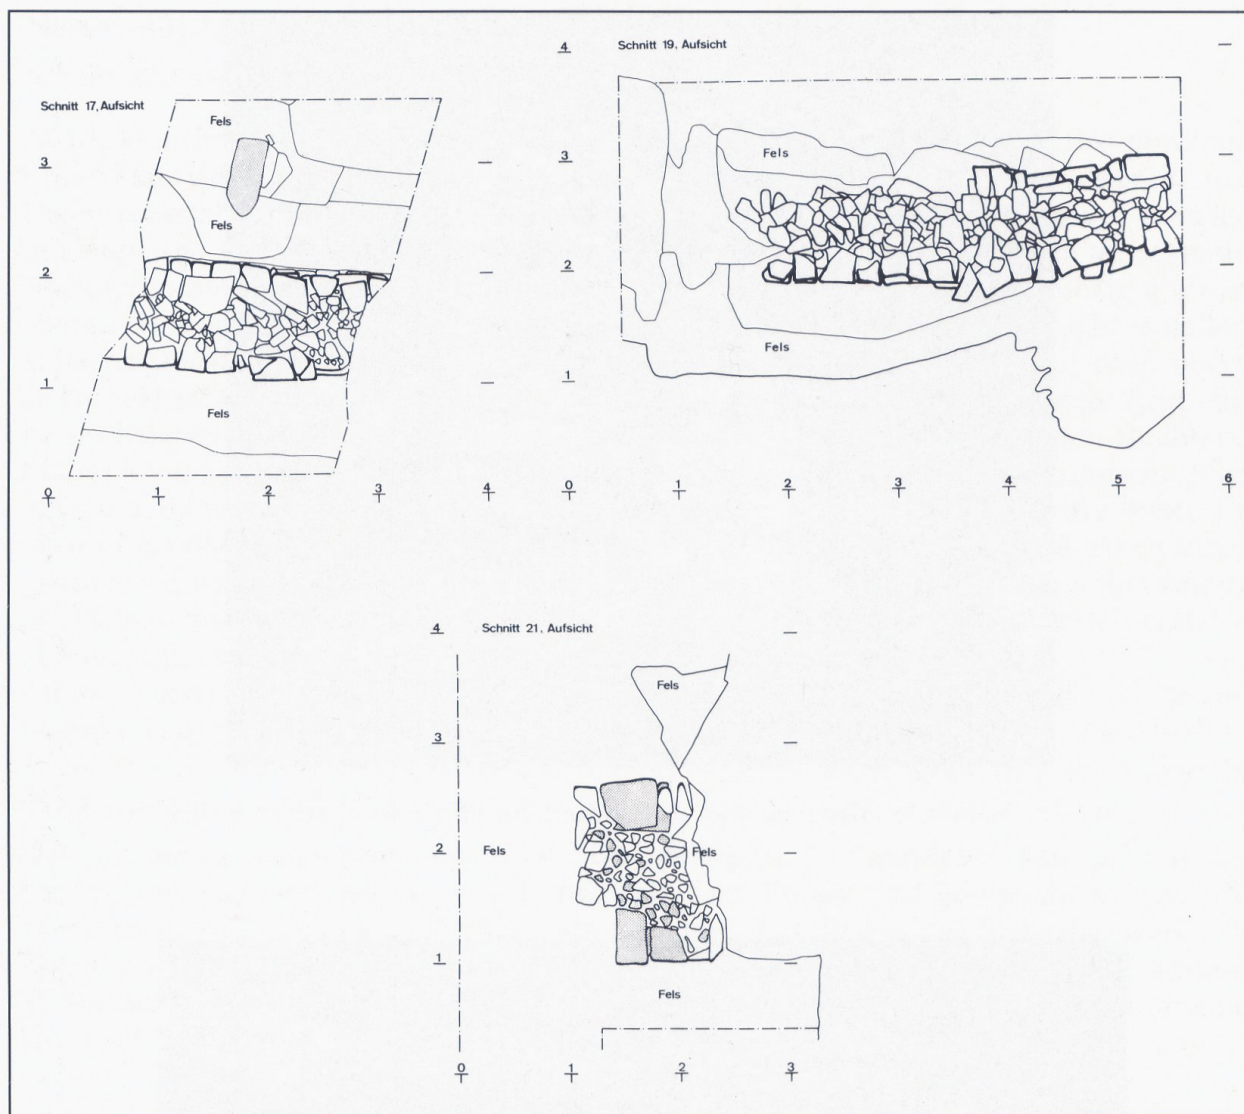 Schnitt 17, Aufsicht
Fels
3
Fels
2
1
Fels
0 1 2 3 4
4 Schnitt 19. Aufsicht
Fels
3
2
Fels
1
0 1 2 3 4 5 6
4 Schnitt 21. Aufsicht
Fels
3
2 Fels Fels
1
Fels
0 1 2 3